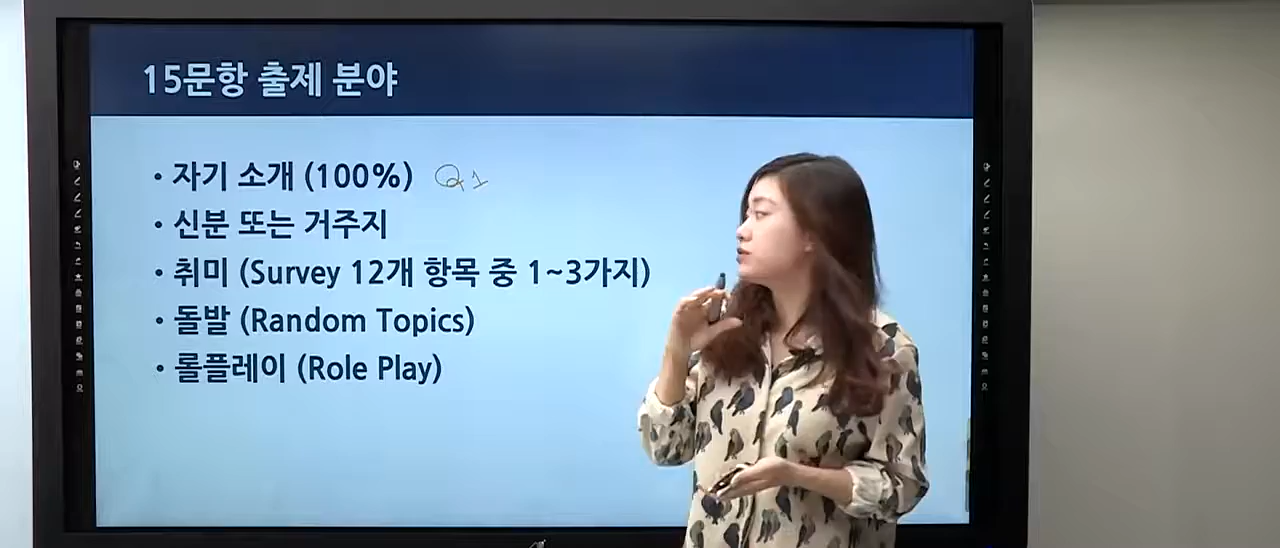 15문항 출제 분야
• 자기 소개 (100%) Q1
• 신분 또는 거주지
• 취미 (Survey 12개 항목 중 1~3가지)
• 돌발 (Random Topics)
• 롤플레이 (Role Play)